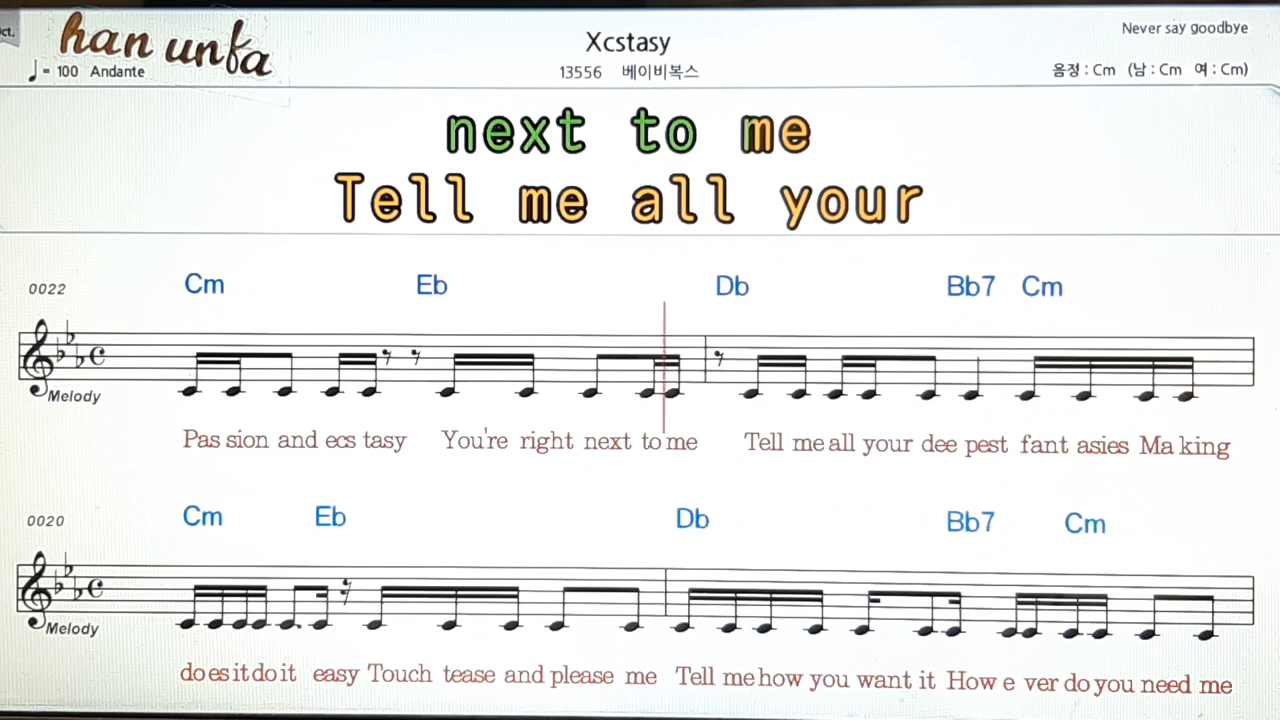 ct.
han unfa
Xcstasy
Never say goodbye
♩= 100 Andante
13556 베이비복스
음정 : Cm (남 : Cm 여 : Cm)
next to me
Tell me all your
0022
Cm Eb Db Bb7 Cm
Melody
Pas sion and ecs tasy You're right next to me Tell me all your dee pest fant asies Ma king
0020
Cm Eb Db Bb7 Cm
Melody
do es it do it easy Touch tease and please me Tell me how you want it How e ver do you need me